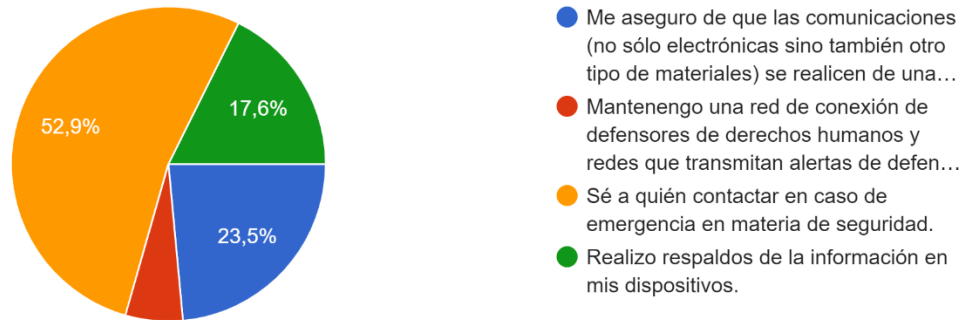 52,9%
17,6%
23,5%
Me aseguro de que las comunicaciones
(no sólo electrónicas sino también otro
tipo de materiales) se realicen de una…
Mantenengo una red de conexión de
defensores de derechos humanos y
redes que transmitan alertas de defen…
Sé a quién contactar en caso de
emergencia en materia de seguridad.
Realizo respaldos de la información en
mis dispositivos.